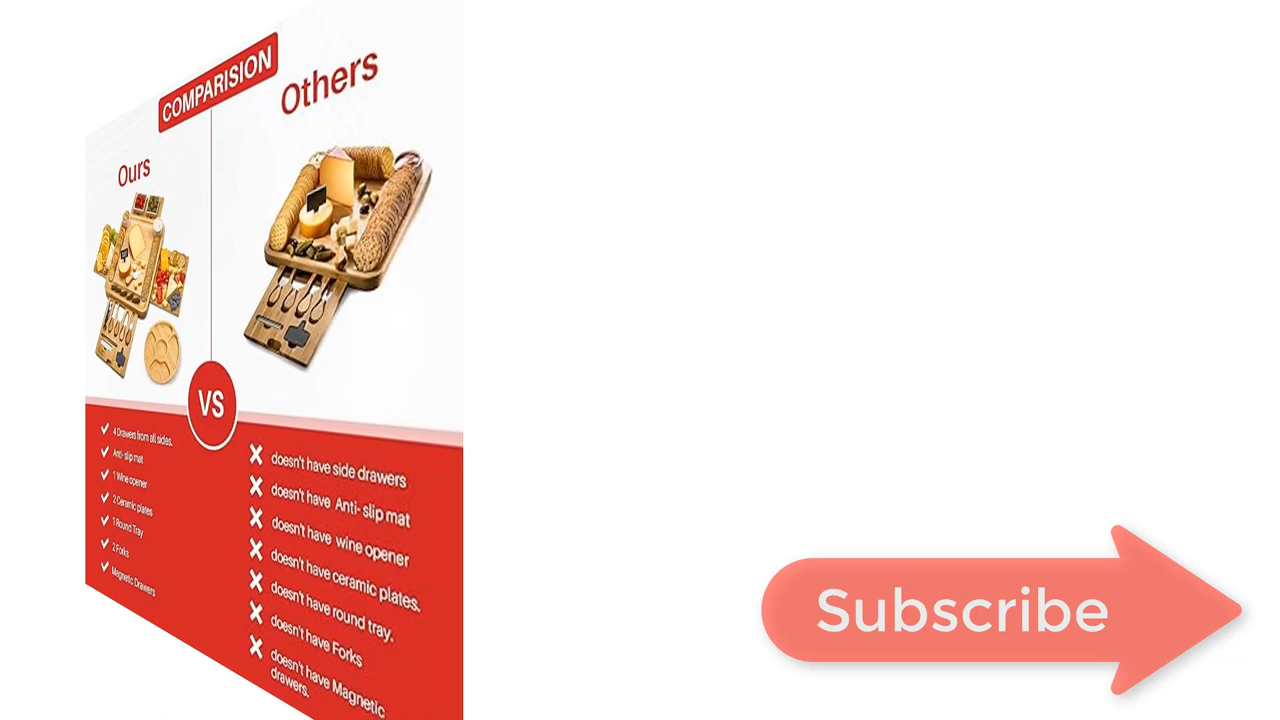 COMPARISION
Ours
Others
VS
4 Drawers from all sides.
Anti-slip mat
1 Wine opener
2 Ceramic plates
1 Round Tray
2 Forks
Magnetic Drawers
doesn't have side drawers
doesn't have Anti-slip mat
doesn't have wine opener
doesn't have ceramic plates.
doesn't have round tray.
doesn't have Forks
doesn't have Magnetic
drawers.
Subscribe